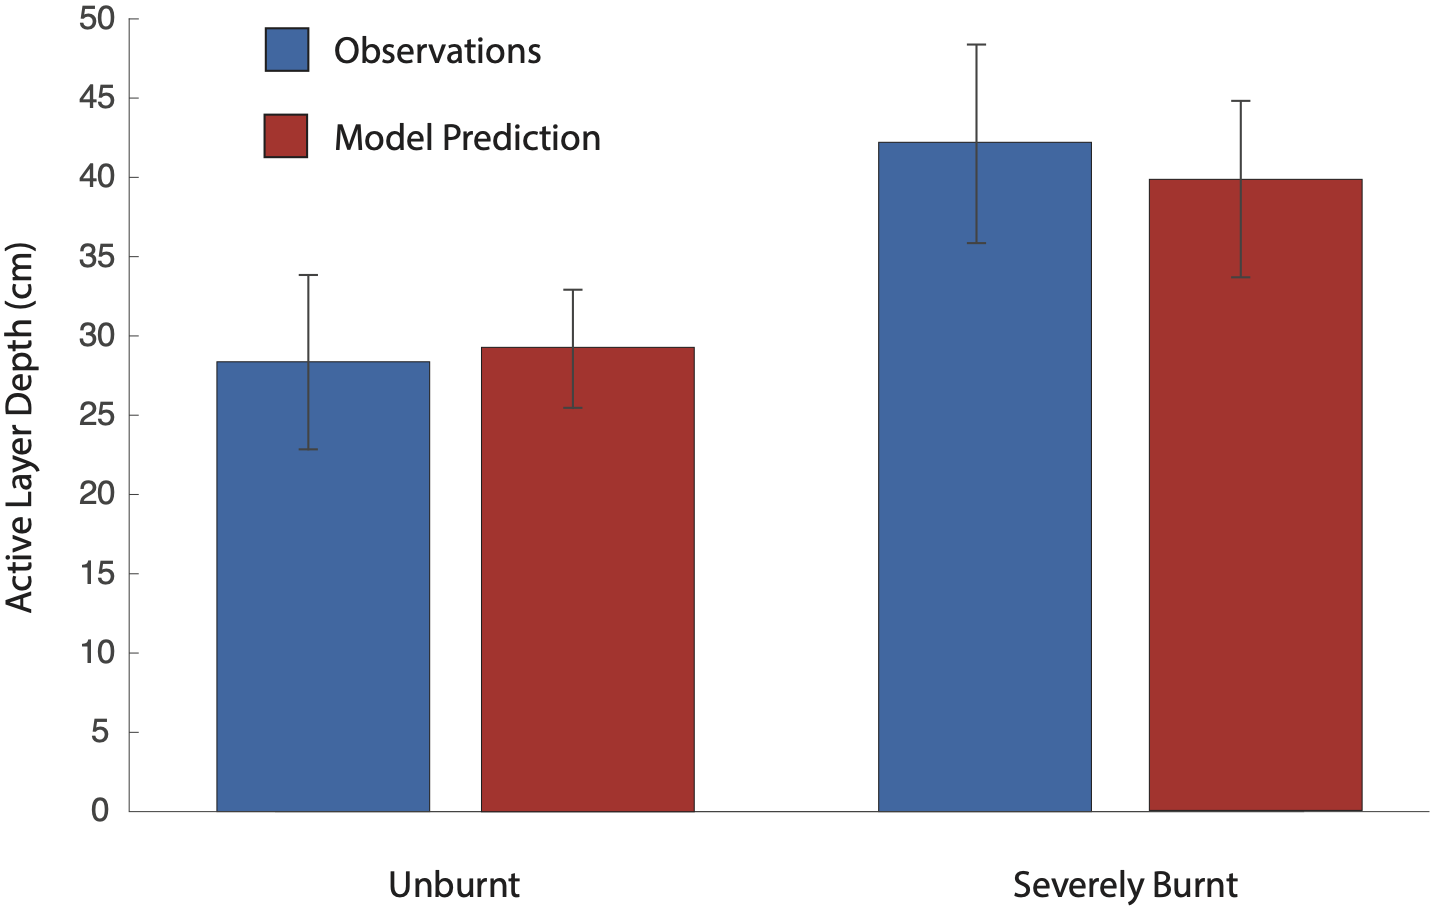 50
45
40
35
30
25
20
15
10
5
0
Active Layer Depth (cm)
Observations
Model Prediction
Unburnt
Severely Burnt